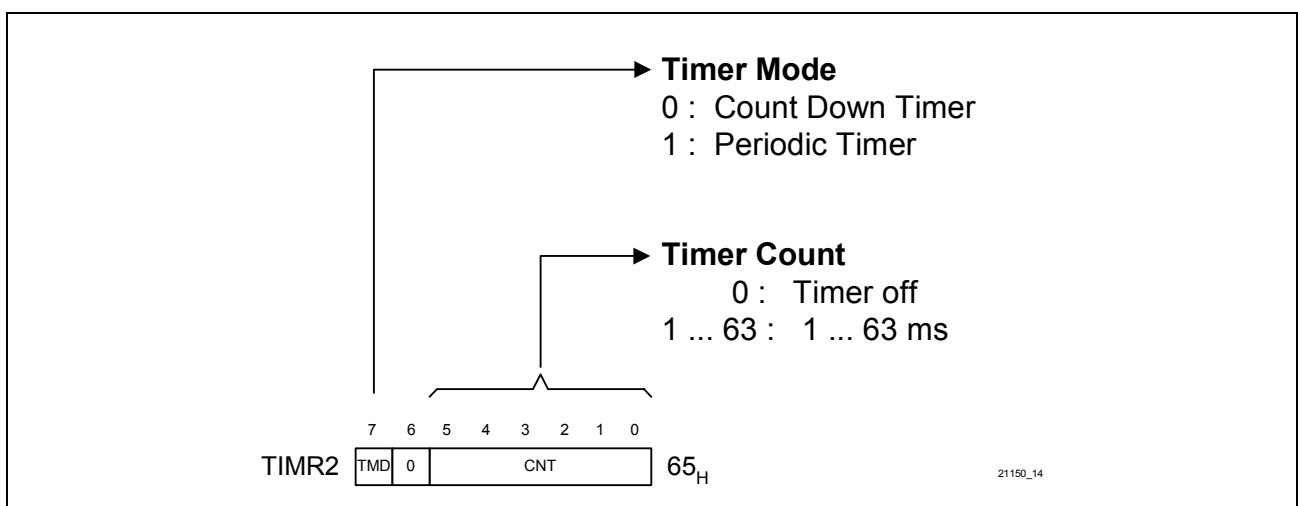 Timer Mode
0 : Count Down Timer
1 : Periodic Timer
Timer Count
0 : Timer off
1 ... 63 : 1 ... 63 ms
7 6 5 4 3 2 1 0
TIMR2 TMD 0 CNT 65H
21150_14